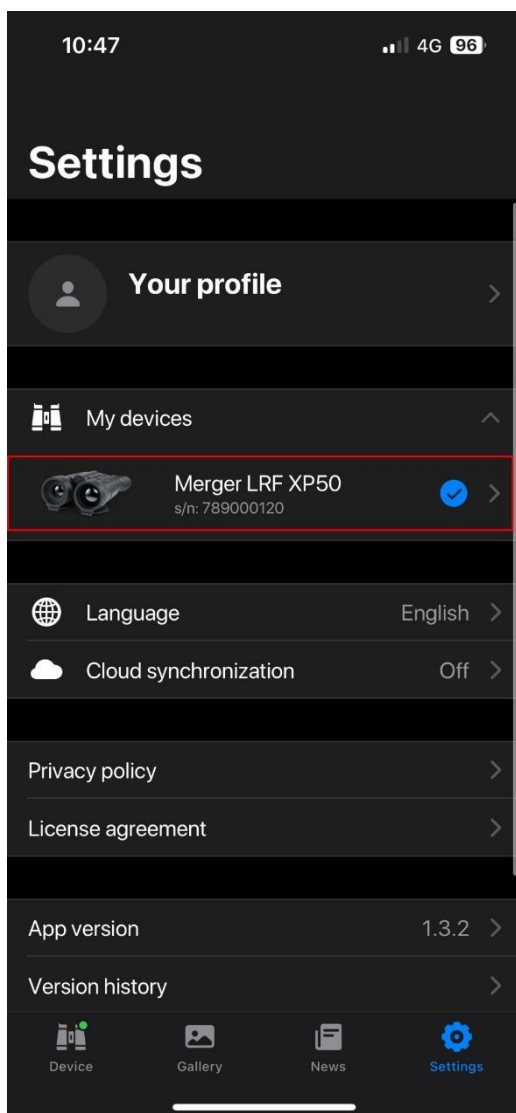 10:47
4G 96
Settings
Your profile
My devices
Merger LRF XP50
s/n: 789000120
Language English
Cloud synchronization Off
Privacy policy
License agreement
App version 1.3.2
Version history
Device Gallery News Settings